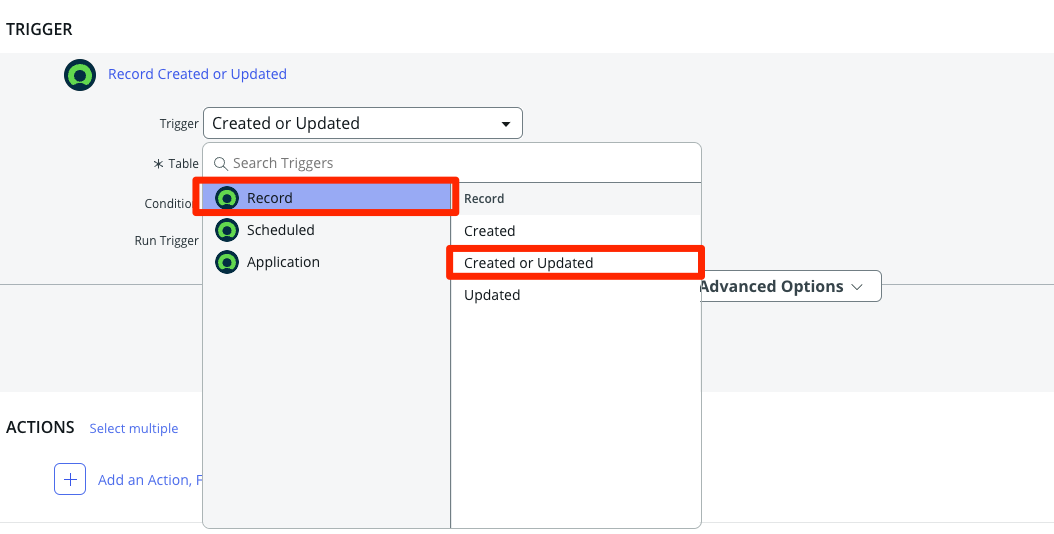 TRIGGER
Record Created or Updated
Trigger Created or Updated
* Table Search Triggers
Record Record
Condition
Scheduled Created
Run Trigger
Application Created or Updated
Advanced Options
Updated
ACTIONS Select multiple
Add an Action, F